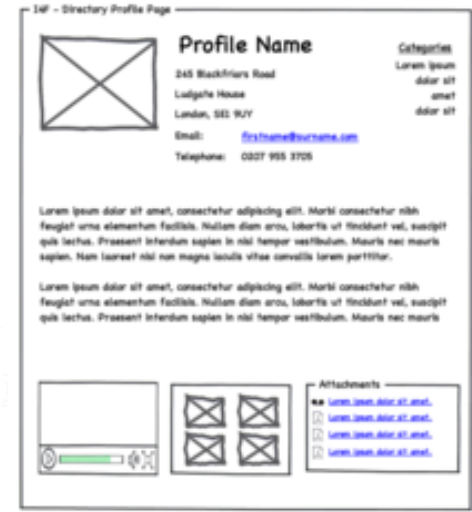 INF - Directory Profile Page
Profile Name
Categories
245 Blackfriars Road
Lorem ipsum
dolor sit
Ludgate House
amet
London, SE1 9UY
dolor sit
Email: firstname@surname.com
Telephone: 0207 955 3705
Lorem ipsum dolor sit amet, consectetur adipiscing elit. Morbi consectetur nibh
feugiat urna elementum facilisis. Nullam diam arcu, lobortis ut tincidunt vel, suscipit
quis lectus. Praesent interdum sapien in nisl tempor vestibulum. Mauris nec mauris
sapien. Nam laoreet nisl non magna iaculis vitae convallis lorem porttitor.
Lorem ipsum dolor sit amet, consectetur adipiscing elit. Morbi consectetur nibh
feugiat urna elementum facilisis. Nullam diam arcu, lobortis ut tincidunt vel, suscipit
quis lectus. Praesent interdum sapien in nisl tempor vestibulum. Mauris nec mauris
Attachments
Lorem ipsum dolor sit amet.
Lorem ipsum dolor sit amet.
Lorem ipsum dolor sit amet.
Lorem ipsum dolor sit amet.